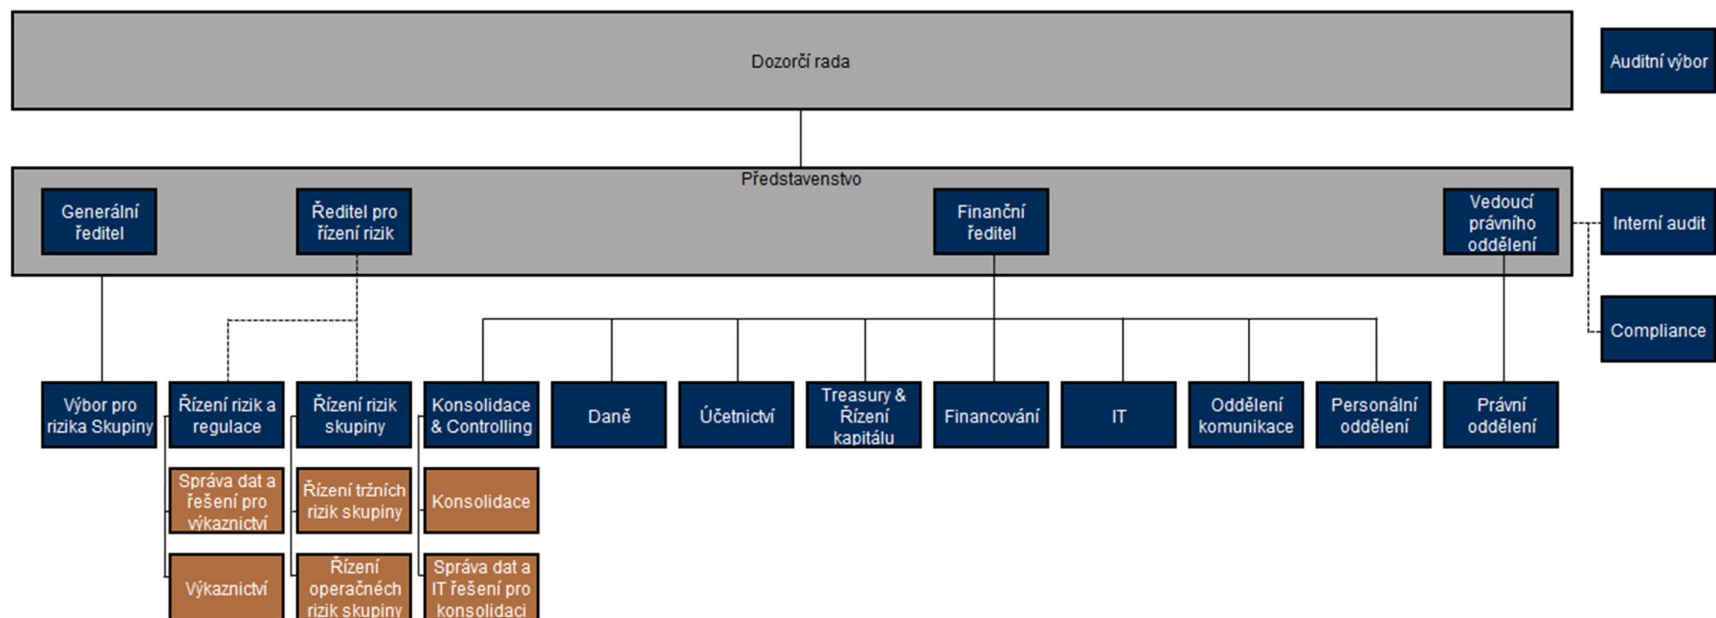 Dozorčí rada
Auditní výbor
Představenstvo
Generální
ředitel
Ředitel pro
řízení rizik
Finanční
ředitel
Vedoucí
právního
oddělení
Interní audit
Compliance
Výbor pro
rizika Skupiny
Řízení rizik a
regulace
Řízení rizik
skupiny
Konsolidace
& Controlling
Daně
Účetnictví
Treasury &
Řízení
kapitálu
Financování
IT
Oddělení
komunikace
Personální
oddělení
Právní
oddělení
Správa dat a
řešení pro
výkaznictví
Řízení tržních
rizik skupiny
Konsolidace
Výkaznictví
Řízení
operačnéch
rizik skupiny
Správa dat a
IT řešení pro
konsolidaci